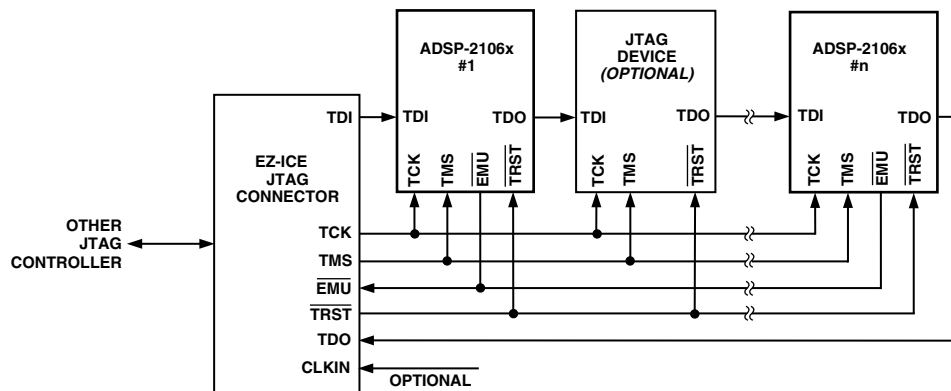 ADSP-2106x
#1
JTAG
DEVICE
(OPTIONAL)
ADSP-2106x
#n
TDI
TDI
TDO
TDI
TDO
TDI
TDO
TCK
TMS
EMU
TRST
TCK
TMS
TRST
TCK
TMS
EMU
TRST
EZ-ICE
JTAG
CONNECTOR
OTHER
JTAG
CONTROLLER
TCK
TMS
EMU
TRST
TDO
CLKIN
OPTIONAL